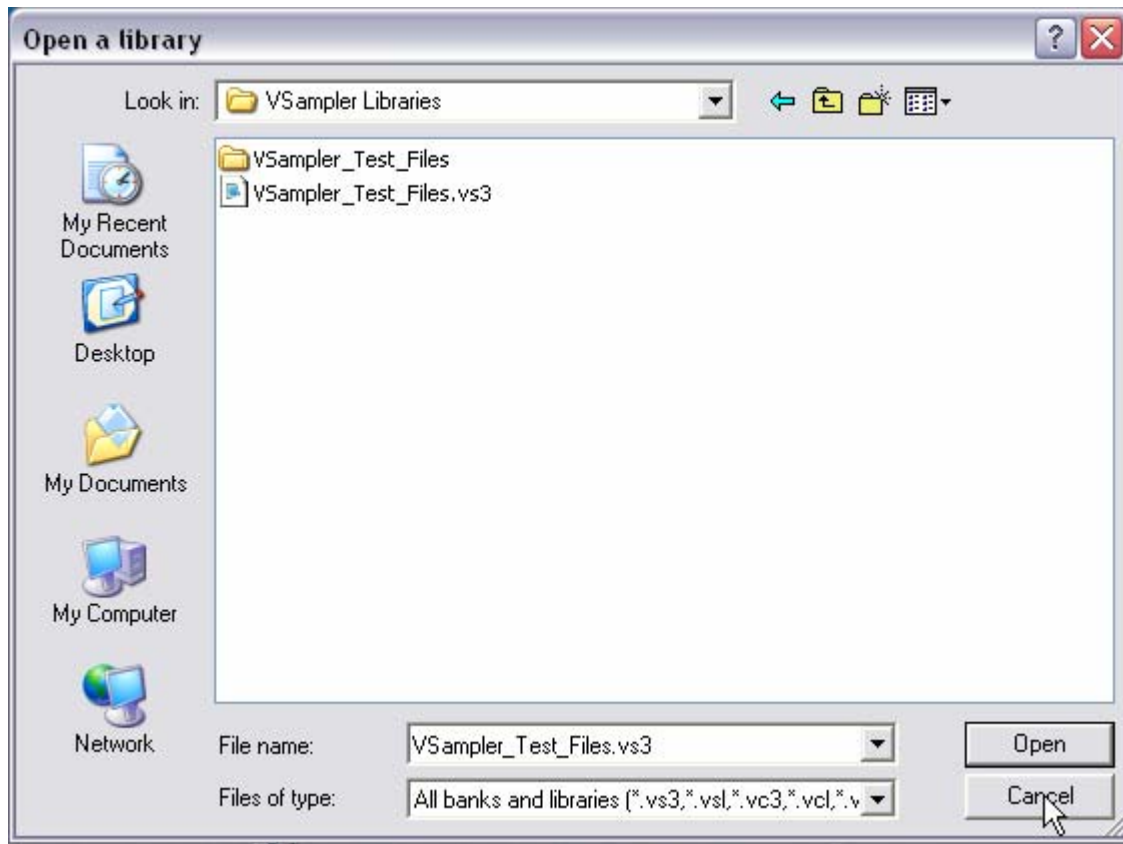 Open a library
Look in:
VSampler Libraries
VSampler_Test_Files
VSampler_Test_Files.vs3
My Recent
Documents
Desktop
My Documents
My Computer
Network
File name:
VSampler_Test_Files.vs3
Open
Files of type:
All banks and libraries (*.vs3,*.vsl,*.vc3,*.vcl,*.v
Cancel